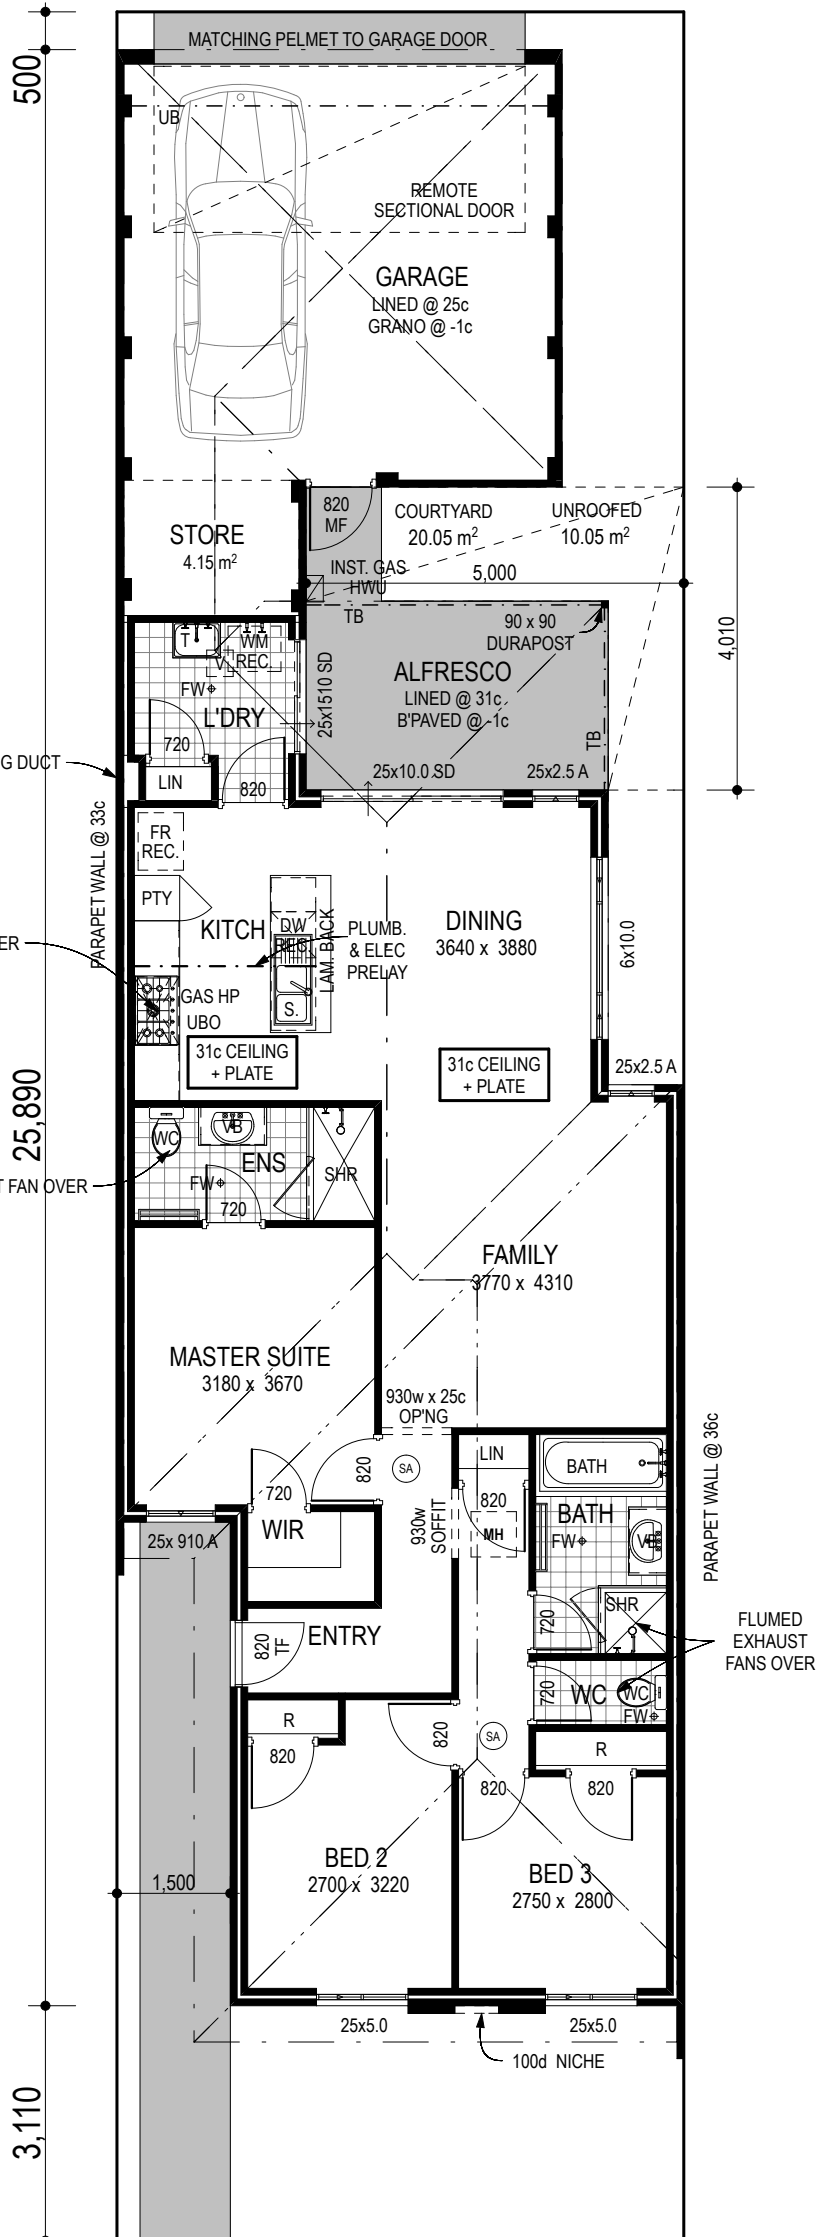 MATCHING PELMET TO GARAGE DOOR
500
UB
REMOTE
SECTIONAL DOOR
GARAGE
LINED @ 25c
GRANO @ -1c
STORE
4.15 m²
820
MF
COURTYARD
20.05 m²
UNROOFED
10.05 m²
INST. GAS
HWU
5,000
TB
90 x 90
DURAPOST
4,010
T
WM
REC.
V
FW
L'DRY
25x1510 SD
ALFRESCO
LINED @ 31c
B'PAVED @ -1c
TB
720
LIN
820
25x10.0 SD
25x2.5 A
G DUCT
PARAPET WALL @ 33c
FR
REC.
PTY
KITCH
DW
REC.
LAM. BACK
PLUMB.
& ELEC
PRELAY
DINING
3640 x 3880
6x10.0
ER
GAS HP
UBO
S.
31c CEILING
+ PLATE
31c CEILING
+ PLATE
25x2.5 A
25,890
WC
VB
ENS
SHR
FW
720
T FAN OVER
FAMILY
3770 x 4310
MASTER SUITE
3180 x 3670
930w x 25c
OP'NG
820
SA
720
WIR
25x 910 A
930w
SOFFIT
LIN
820
MH
BATH
BATH
FW
VB
SHR
720
PARAPET WALL @ 36c
FLUMED
EXHAUST
FANS OVER
820
TF
ENTRY
720
WC
WC
FW
R
820
820
SA
R
820
820
BED 2
2700 x 3220
BED 3
2750 x 2800
1,500
25x5.0
25x5.0
100d NICHE
3,110